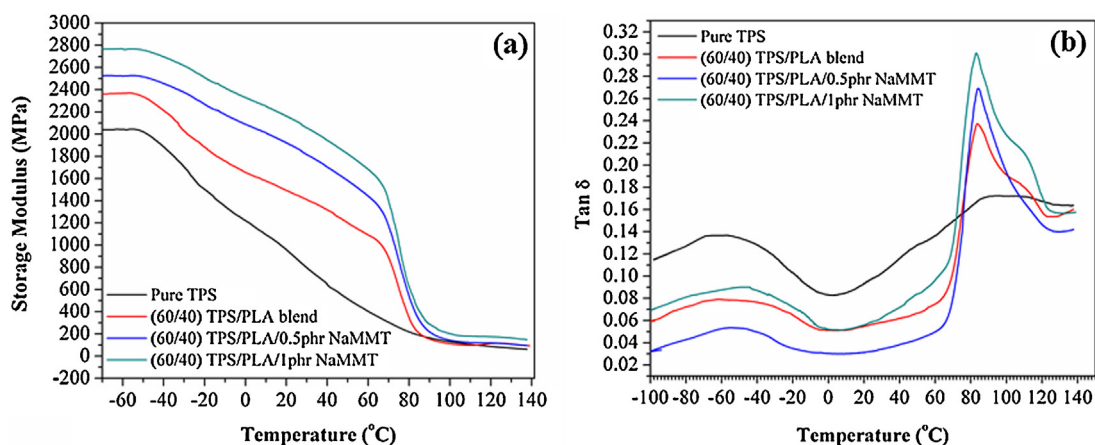 (a)
Storage Modulus (MPa)
3000
2800
2600
2400
2200
2000
1800
1600
1400
1200
1000
800
600
400
200
0
-200
Pure TPS
(60/40) TPS/PLA blend
(60/40) TPS/PLA/0.5phr NaMMT
(60/40) TPS/PLA/1phr NaMMT
-60 -40 -20 0 20 40 60 80 100 120 140
Temperature (°C)
(b)
Tan δ
0.32
0.30
0.28
0.26
0.24
0.22
0.20
0.18
0.16
0.14
0.12
0.10
0.08
0.06
0.04
0.02
Pure TPS
(60/40) TPS/PLA blend
(60/40) TPS/PLA/0.5phr NaMMT
(60/40) TPS/PLA/1phr NaMMT
-100 -80 -60 -40 -20 0 20 40 60 80 100 120 140
Temperature (°C)